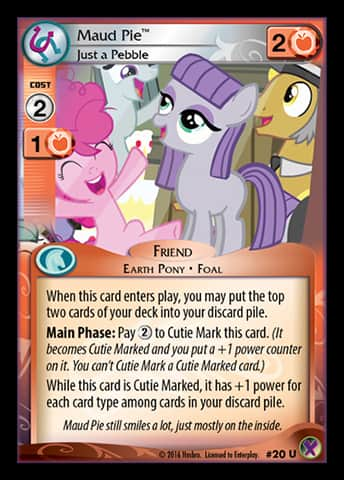 Maud Pie™
Just a Pebble
2
COST
2
1
FRIEND
EARTH PONY • FOAL
When this card enters play, you may put the top
two cards of your deck into your discard pile.
Main Phase: Pay 2 to Cutie Mark this card. (It
becomes Cutie Marked and you put a +1 power counter
on it. You can't Cutie Mark a Cutie Marked card.)
While this card is Cutie Marked, it has +1 power for
each card type among cards in your discard pile.
Maud Pie still smiles a lot, just mostly on the inside.
© 2016 Hasbro. Licensed to Enterplay.
#20 U